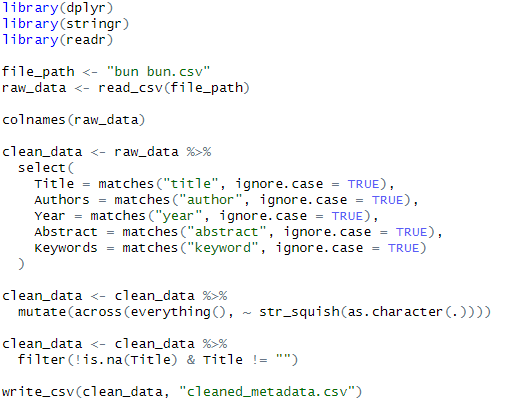 library(dplyr)
library(stringr)
library(readr)

file_path <- "bun bun.csv"
raw_data <- read_csv(file_path)

colnames(raw_data)

clean_data <- raw_data %>%
  select(
    Title = matches("title", ignore.case = TRUE),
    Authors = matches("author", ignore.case = TRUE),
    Year = matches("year", ignore.case = TRUE),
    Abstract = matches("abstract", ignore.case = TRUE),
    Keywords = matches("keyword", ignore.case = TRUE)
  )

clean_data <- clean_data %>%
  mutate(across(everything(), ~ str_squish(as.character(.))))

clean_data <- clean_data %>%
  filter(!is.na(Title) & Title != "")

write_csv(clean_data, "cleaned_metadata.csv")